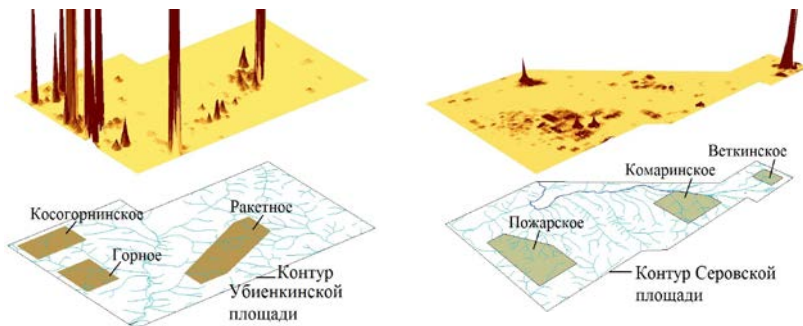 Косогорнинское
Ракетное
Горное
Контур
Убиенкинской
площади
Веткинское
Комаринское
Пожарское
Контур Серовской
площади